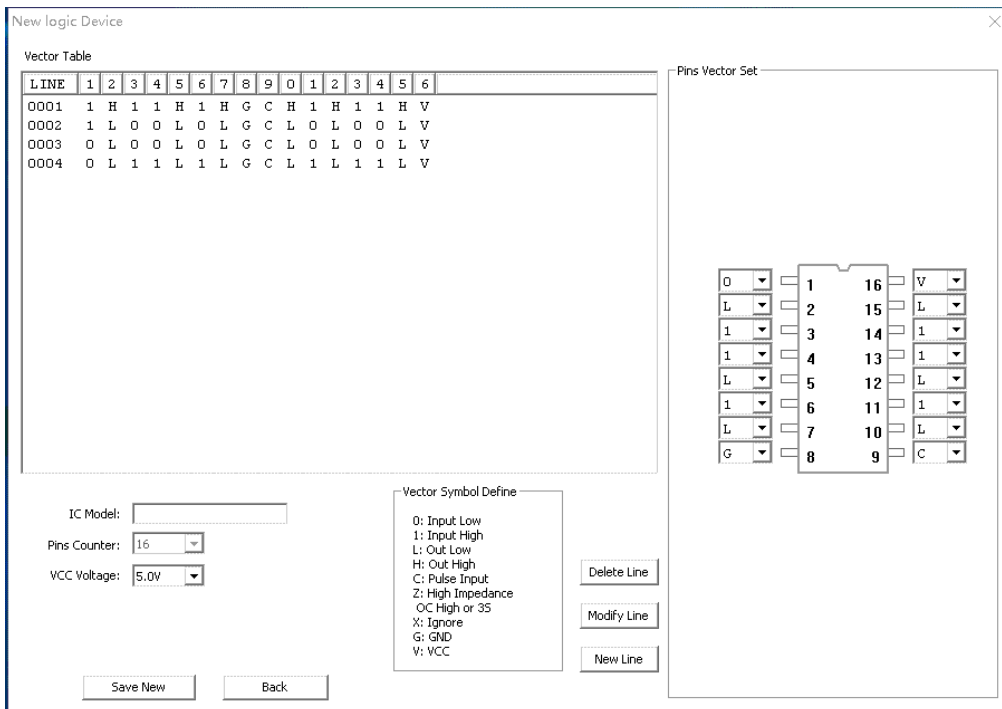 New logic Device
Vector Table
LINE 1 2 3 4 5 6 7 8 9 0 1 2 3 4 5 6
0001 1 H 1 1 H 1 H G C H 1 H 1 1 H V
0002 1 L 0 0 L 0 L G C L 0 L 0 0 L V
0003 0 L 0 0 L 0 L G C L 0 L 0 0 L V
0004 0 L 1 1 L 1 L G C L 1 L 1 1 L V
Pins Vector Set
0 1 16 V
L 2 15 L
1 3 14 1
1 4 13 1
L 5 12 L
1 6 11 1
L 7 10 L
G 8 9 C
IC Model:
Pins Counter: 16
VCC Voltage: 5.0V
Vector Symbol Define
0: Input Low
1: Input High
L: Out Low
H: Out High
C: Pulse Input
Z: High Impedance
OC High or 3S
X: Ignore
G: GND
V: VCC
Delete Line
Modify Line
New Line
Save New Back